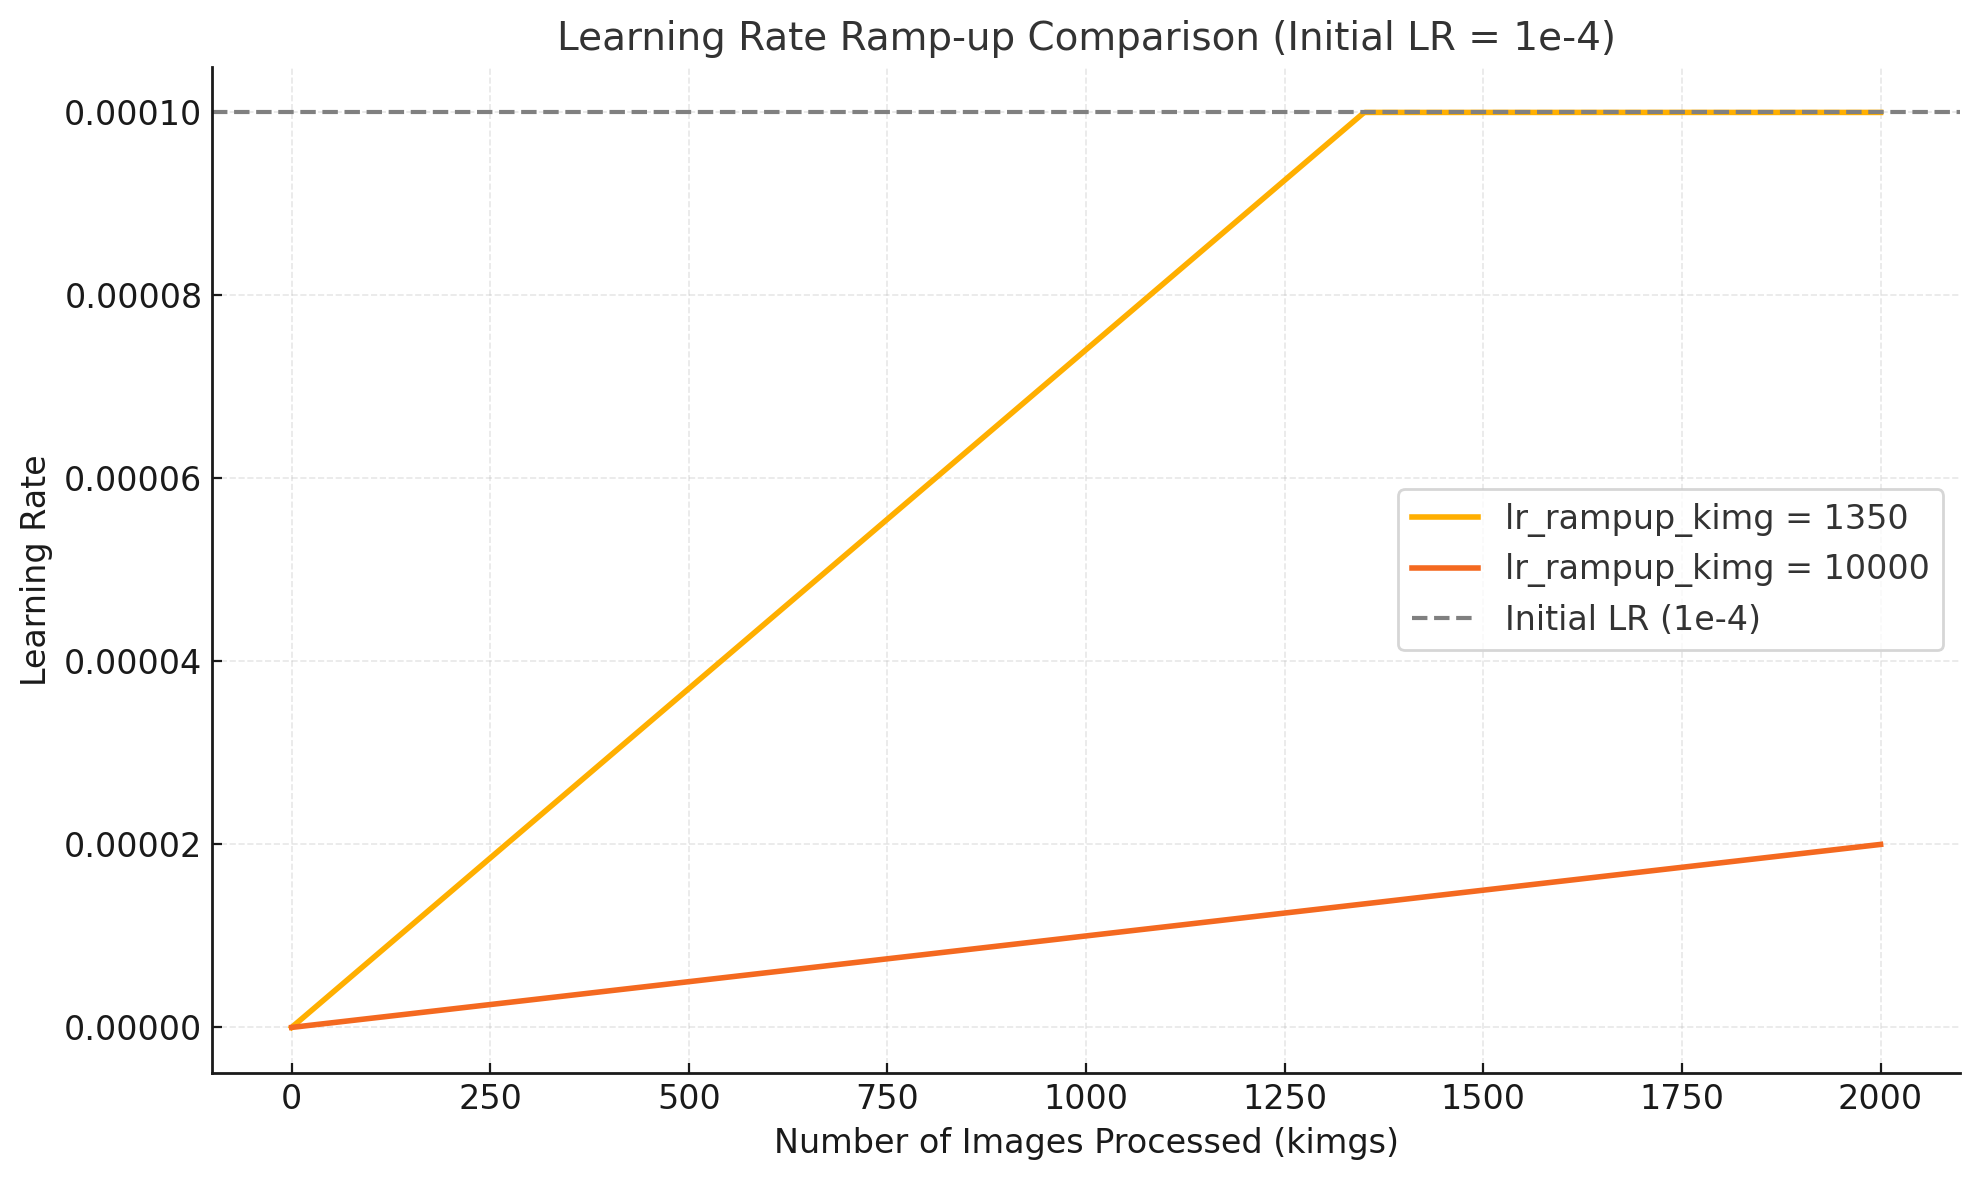 Learning Rate Ramp-up Comparison (Initial LR = 1e-4)
Learning Rate
0.00010
0.00008
0.00006
0.00004
0.00002
0.00000
lr_rampup_kimg = 1350
lr_rampup_kimg = 10000
Initial LR (1e-4)
0 250 500 750 1000 1250 1500 1750 2000
Number of Images Processed (kimgs)